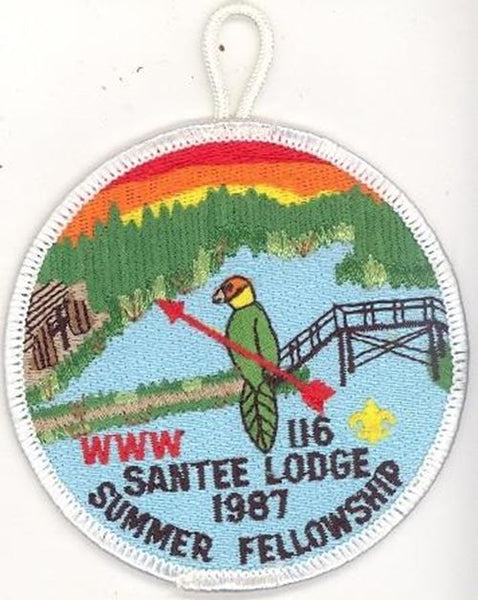 WWW 116
SANTEE LODGE
1987
SUMMER FELLOWSHIP